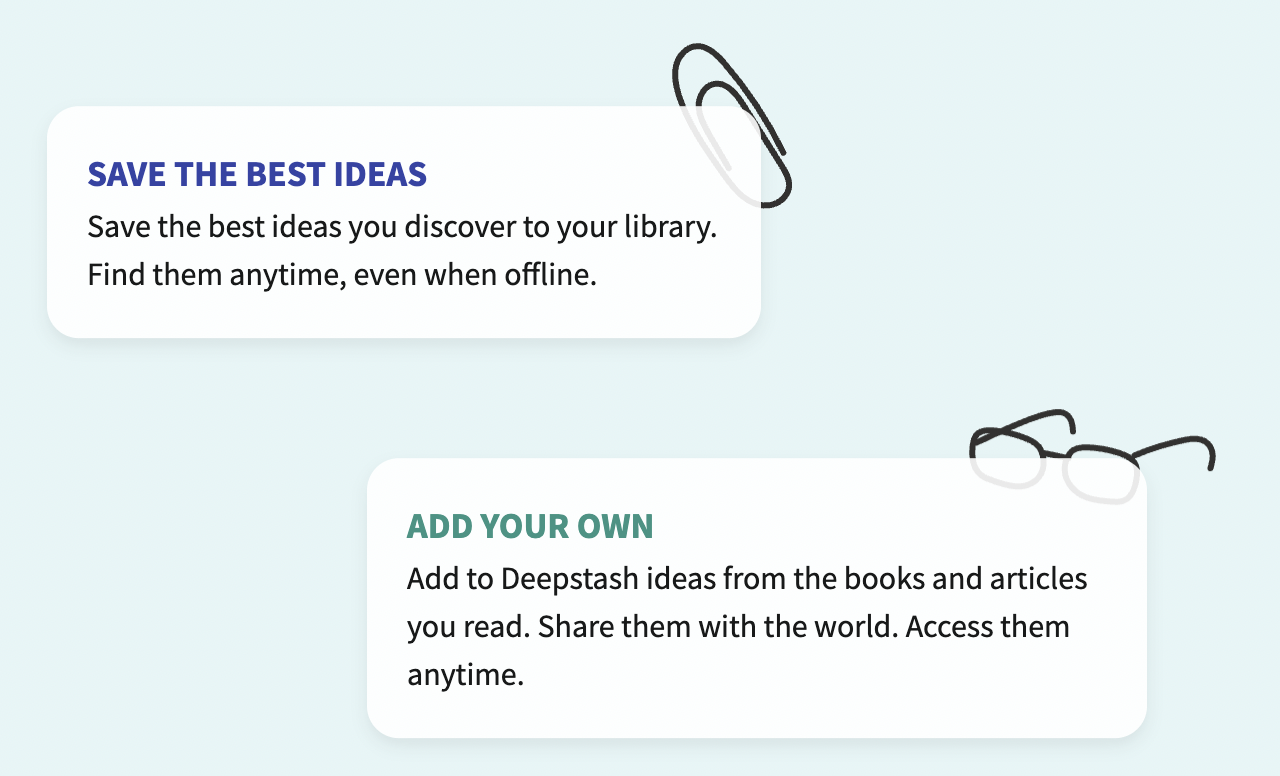 SAVE THE BEST IDEAS
Save the best ideas you discover to your library.
Find them anytime, even when offline.
ADD YOUR OWN
Add to Deepstash ideas from the books and articles
you read. Share them with the world. Access them
anytime.